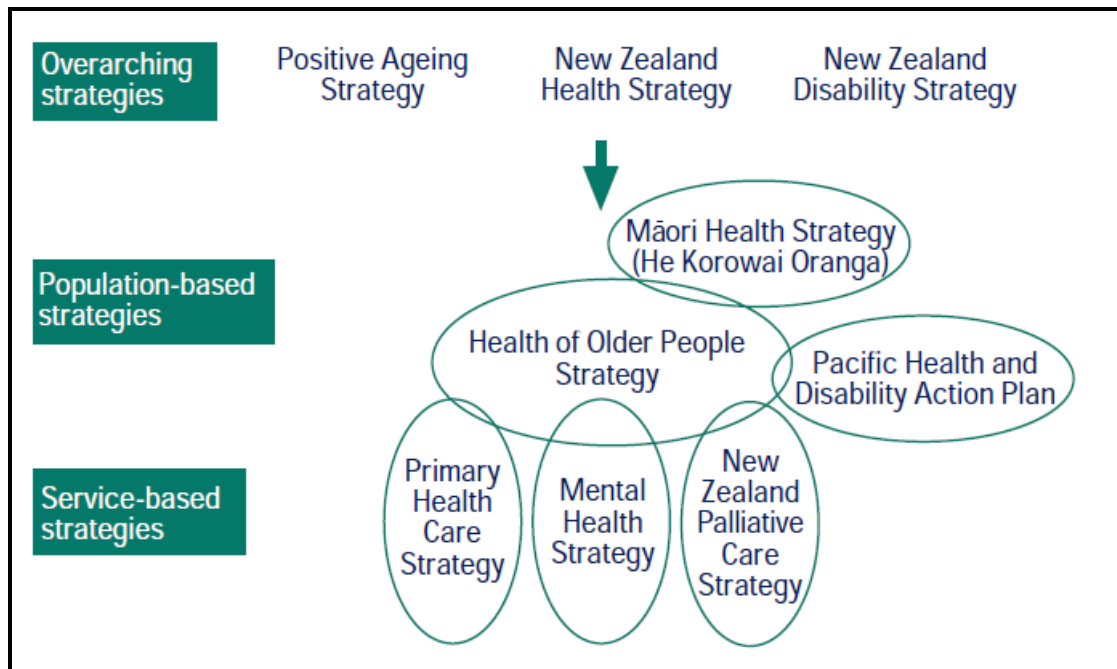 Overarching
strategies
Positive Ageing
Strategy
New Zealand
Health Strategy
New Zealand
Disability Strategy
Māori Health Strategy
(He Korowai Oranga)
Population-based
strategies
Health of Older People
Strategy
Pacific Health and
Disability Action Plan
Service-based
strategies
Primary
Health
Care
Strategy
Mental
Health
Strategy
New
Zealand
Palliative
Care
Strategy